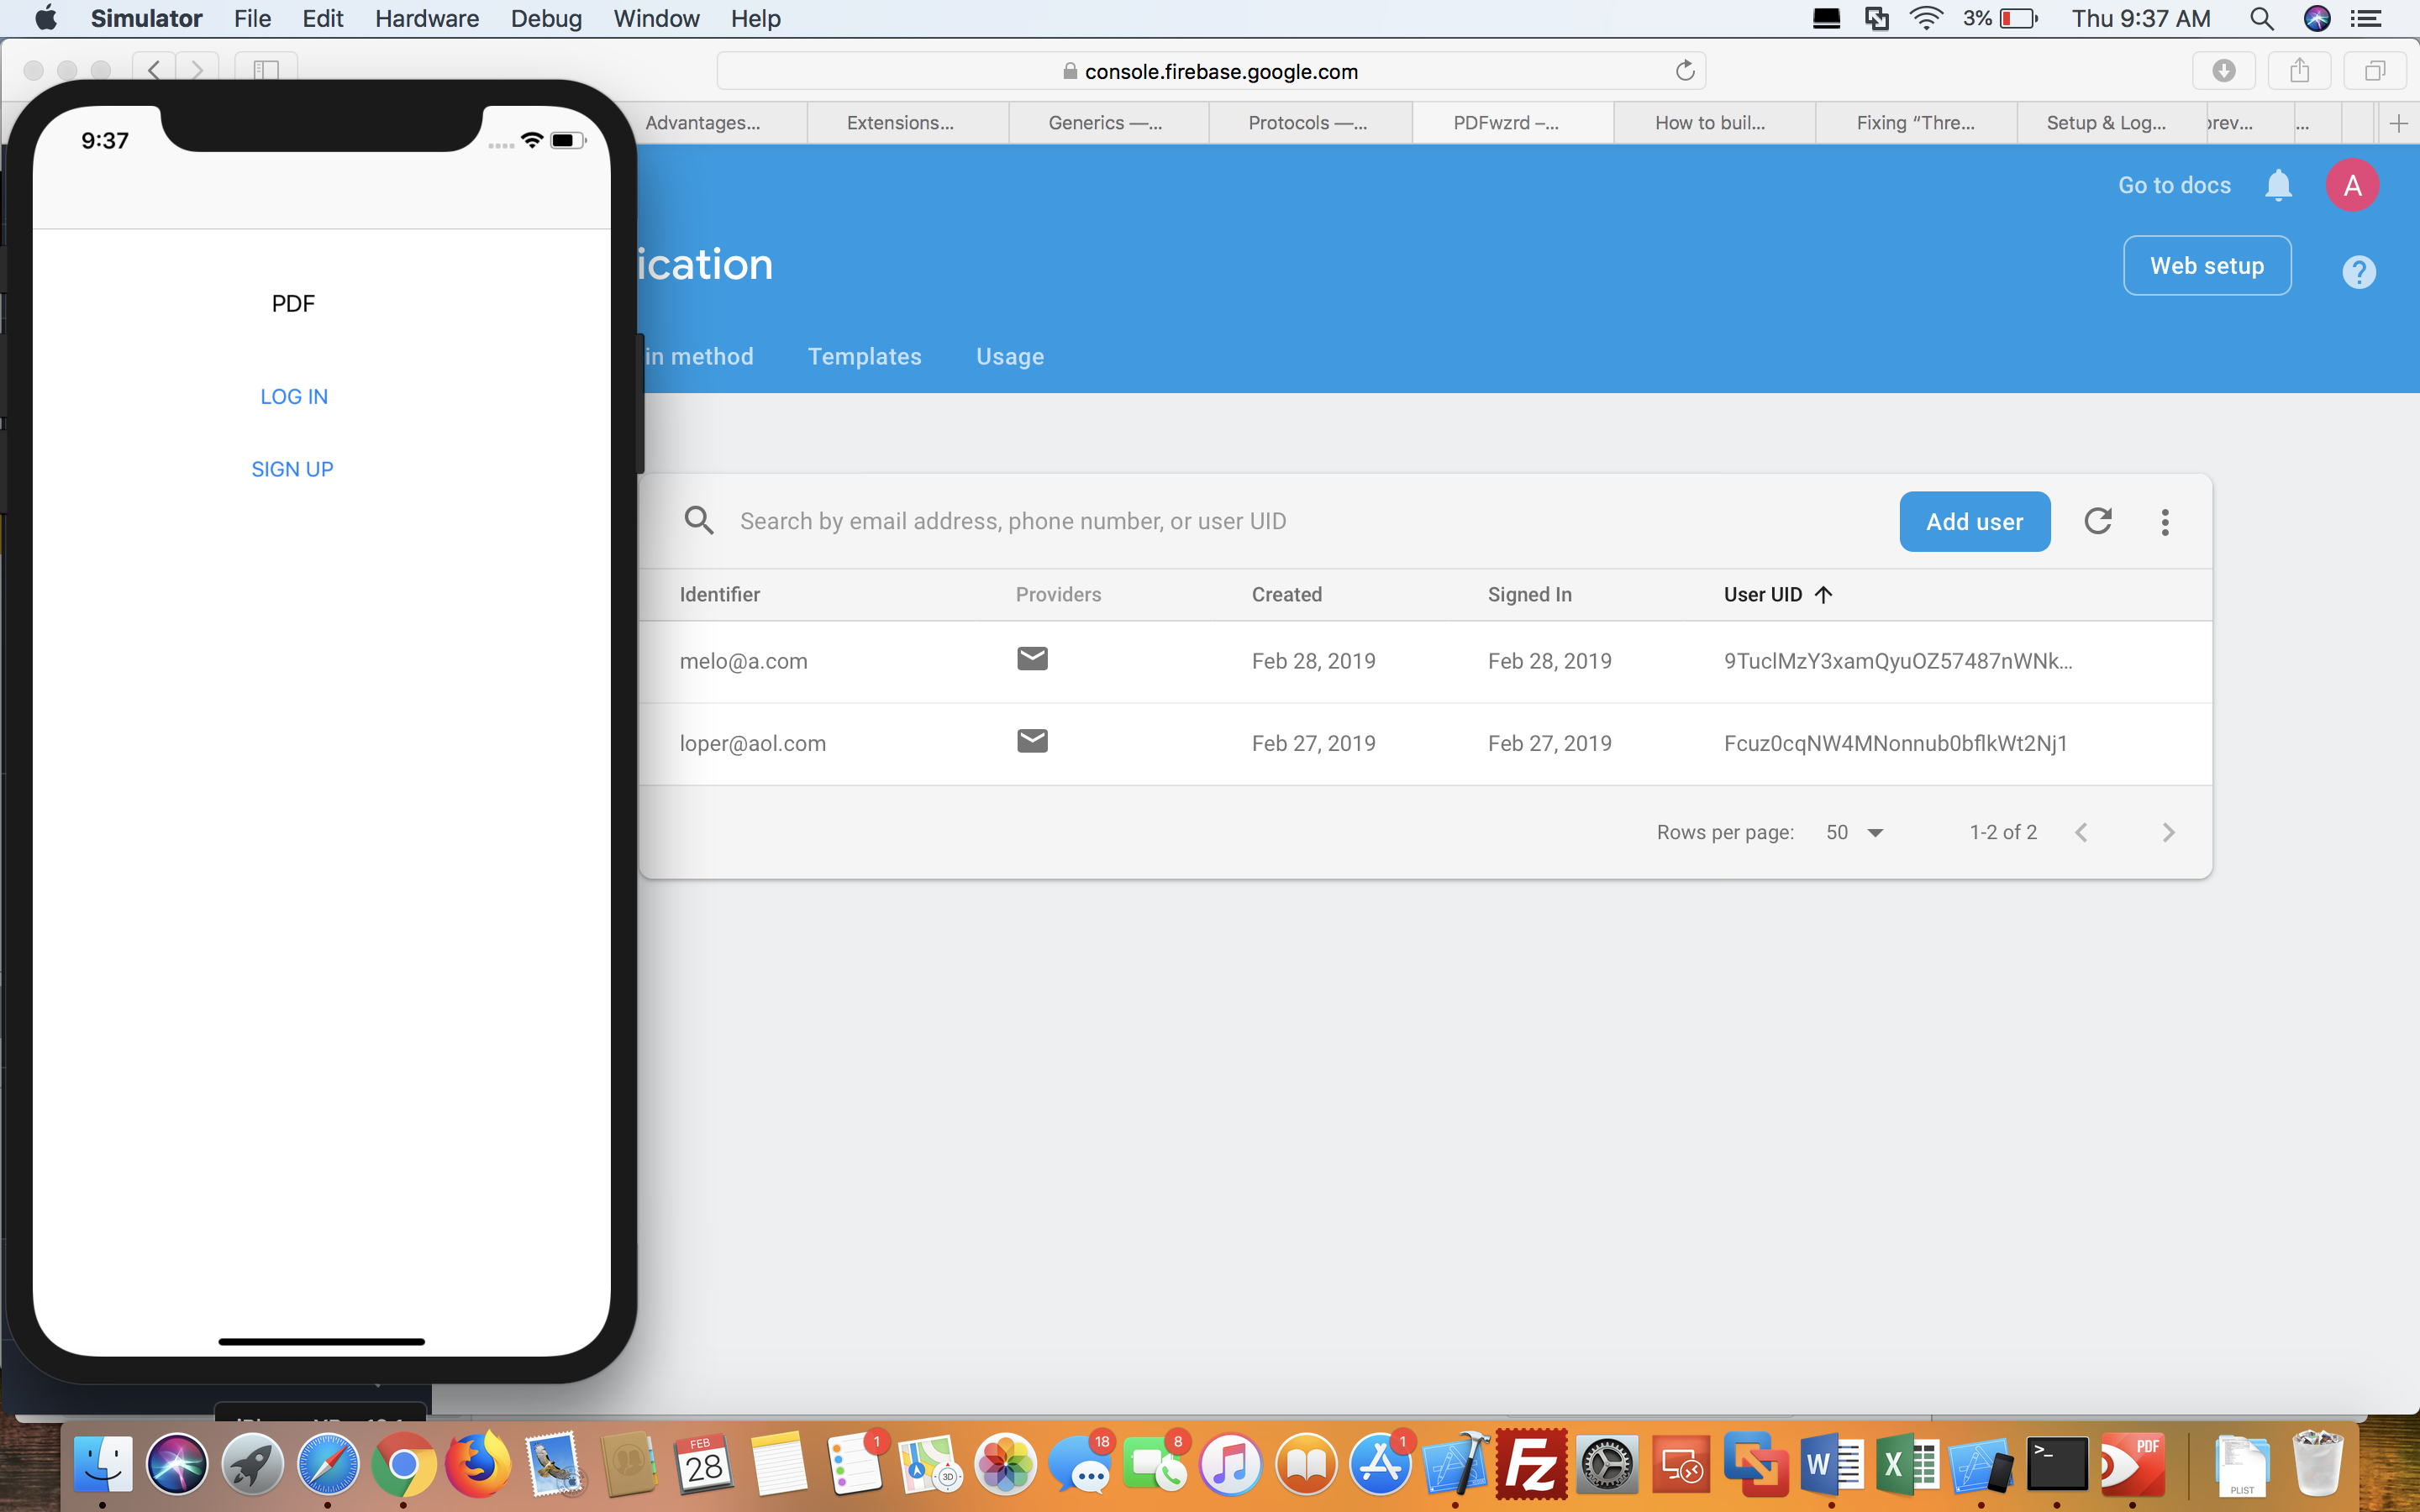 Simulator File Edit Hardware Debug Window Help 3% Thu 9:37 AM
console.firebase.google.com
Advantages... Extensions... Generics —... Protocols —... PDFwzrd –... How to buil... Fixing “Thre... Setup & Log... prev... ...
9:37
Go to docs A
ication Web setup ?
PDF
in method Templates Usage
LOG IN
SIGN UP
Search by email address, phone number, or user UID Add user
Identifier Providers Created Signed In User UID
melo@a.com Feb 28, 2019 Feb 28, 2019 9TuclMzY3xamQyuOZ57487nWNk...
loper@aol.com Feb 27, 2019 Feb 27, 2019 Fcuz0cqNW4MNonnub0bflkWt2Nj1
Rows per page: 50 1-2 of 2
FEB
28
1 3D 18 8 1 Fz W X >_ PDF
PLIST